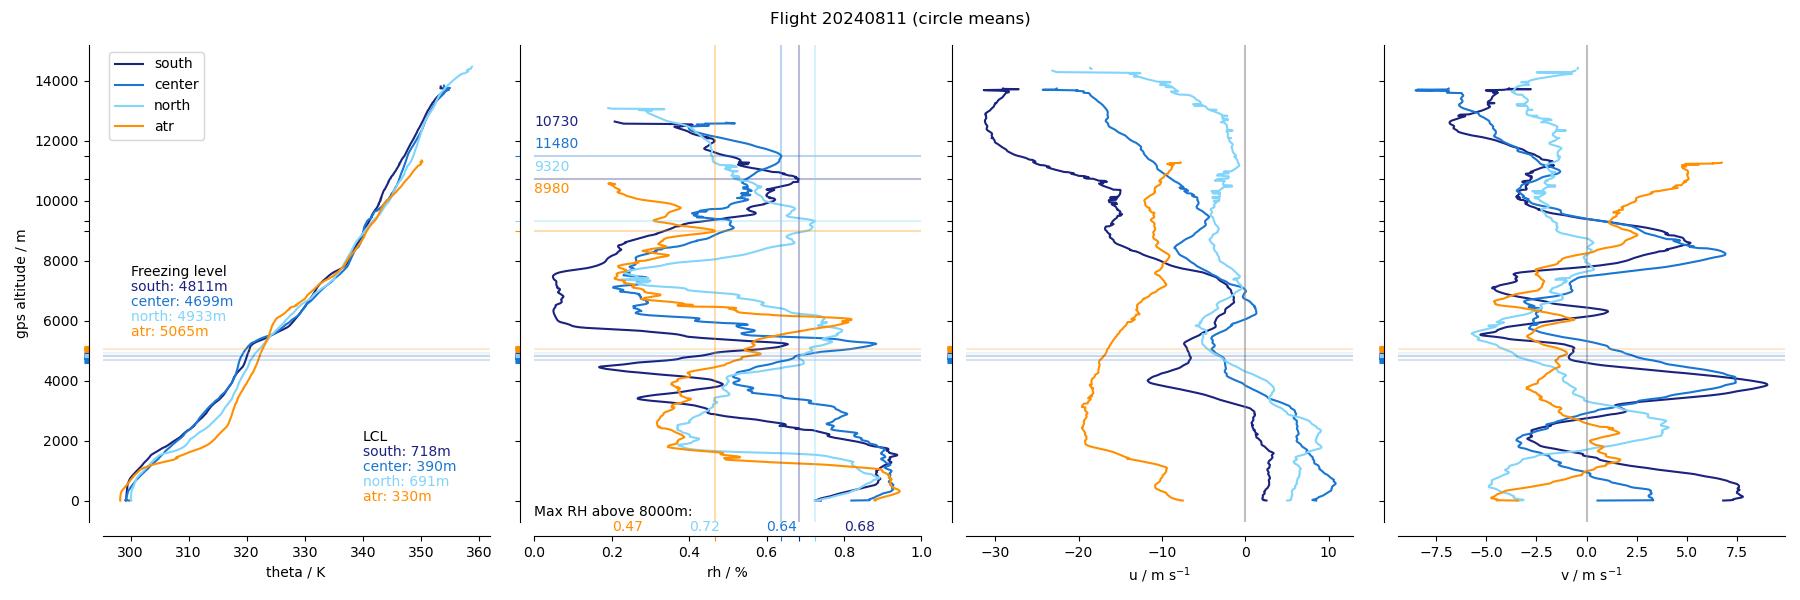 Flight 20240811 (circle means)
gps altitude / m
14000
12000
10000
8000
6000
4000
2000
0
south
center
north
atr
Freezing level
south: 4811m
center: 4699m
north: 4933m
atr: 5065m
LCL
south: 718m
center: 390m
north: 691m
atr: 330m
300 310 320 330 340 350 360
theta / K
10730
11480
9320
8980
Max RH above 8000m:
0.47 0.72 0.64 0.68
0.0 0.2 0.4 0.6 0.8 1.0
rh / %
−30 −20 −10 0 10
u / m s⁻¹
−7.5 −5.0 −2.5 0.0 2.5 5.0 7.5
v / m s⁻¹